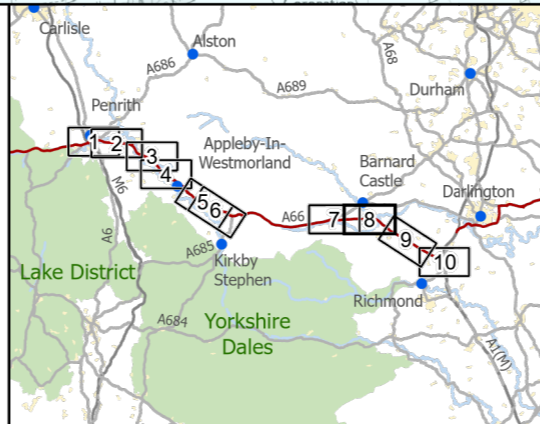 Carlisle
Alston
A68
A686
A689
Durham
Penrith
1
2
3
4
5
6
Appleby-In-
Westmorland
Barnard
Castle
Darlington
M6
A6
A66
7
8
9
10
A685
Kirkby
Stephen
Lake District
Richmond
A684
Yorkshire
Dales
A1(M)